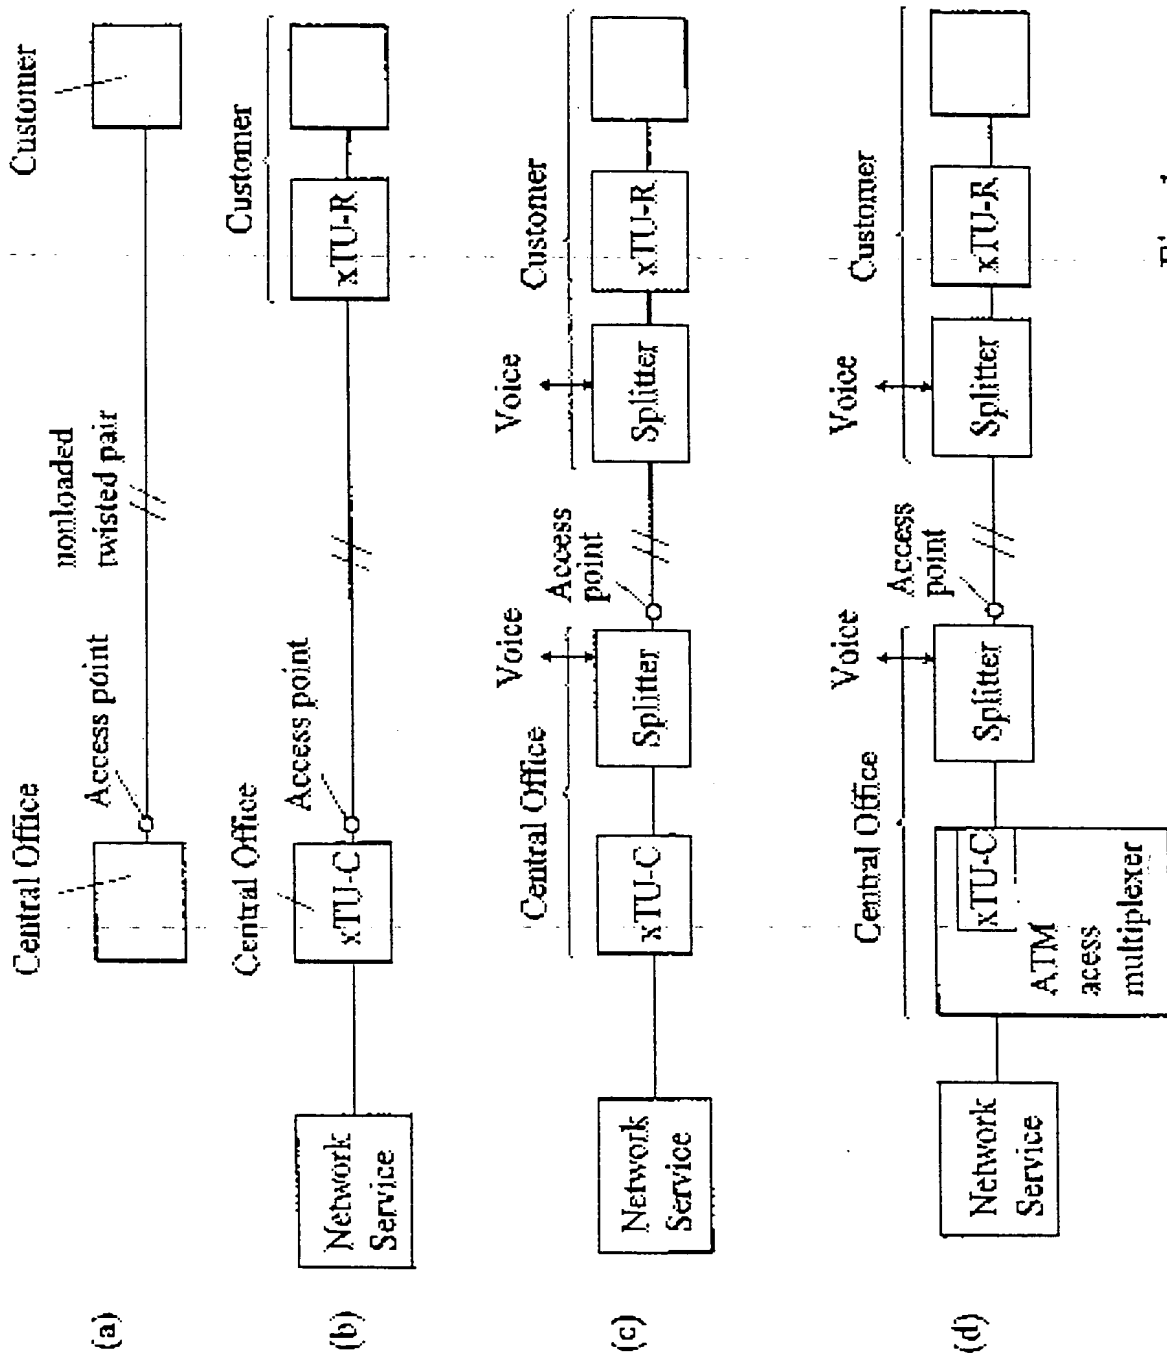 (a)
Central Office
Access point
nonloaded
twisted pair
Customer
(b)
Network
Service
Central Office
xTU-C
Access point
xTU-R
Customer
(c)
Network
Service
Central Office
xTU-C
Splitter
Voice
Access
point
Voice
Splitter
xTU-R
Customer
(d)
Network
Service
Central Office
xTU-C
ATM
acess
multiplexer
Splitter
Voice
Access
point
Voice
Splitter
xTU-R
Customer